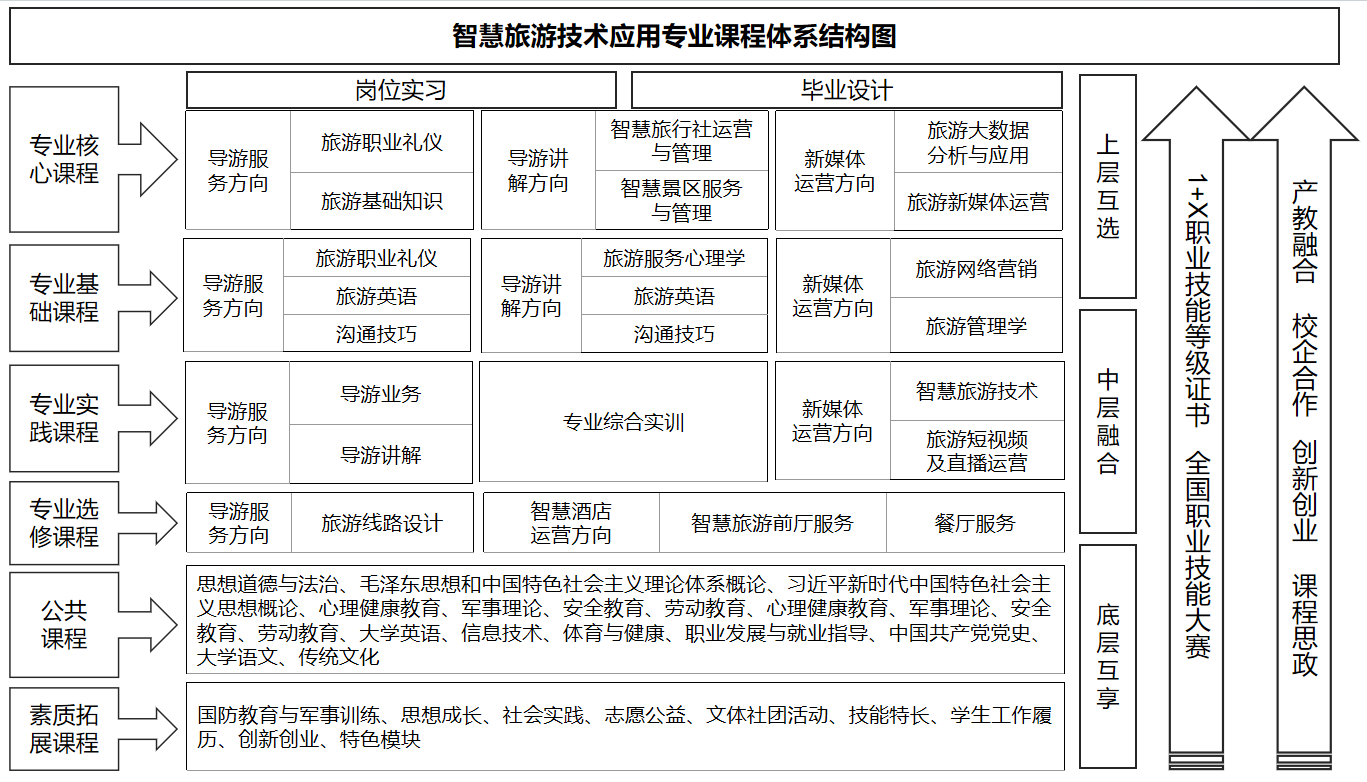 智慧旅游技术应用专业课程体系结构图
岗位实习
毕业设计
专业核
心课程
导游服
务方向
旅游职业礼仪
旅游基础知识
导游讲
解方向
智慧旅行社运营
与管理
智慧景区服务
与管理
新媒体
运营方向
旅游大数据
分析与应用
旅游新媒体运营
专业基
础课程
导游服
务方向
旅游职业礼仪
旅游英语
沟通技巧
导游讲
解方向
旅游服务心理学
旅游英语
沟通技巧
新媒体
运营方向
旅游网络营销
旅游管理学
专业实
践课程
导游服
务方向
导游业务
导游讲解
专业综合实训
新媒体
运营方向
智慧旅游技术
旅游短视频
及直播运营
专业选
修课程
导游服
务方向
旅游线路设计
智慧酒店
运营方向
智慧旅游前厅服务
餐厅服务
公共
课程
思想道德与法治、毛泽东思想和中国特色社会主义理论体系概论、习近平新时代中国特色社会主
义思想概论、心理健康教育、军事理论、安全教育、劳动教育、心理健康教育、军事理论、安全
教育、劳动教育、大学英语、信息技术、体育与健康、职业发展与就业指导、中国共产党党史、
大学语文、传统文化
素质拓
展课程
国防教育与军事训练、思想成长、社会实践、志愿公益、文体社团活动、技能特长、学生工作履
历、创新创业、特色模块
上层互选
中层融合
底层互享
1+X职业技能等级证书 全国职业技能大赛
产教融合 校企合作 创新创业 课程思政